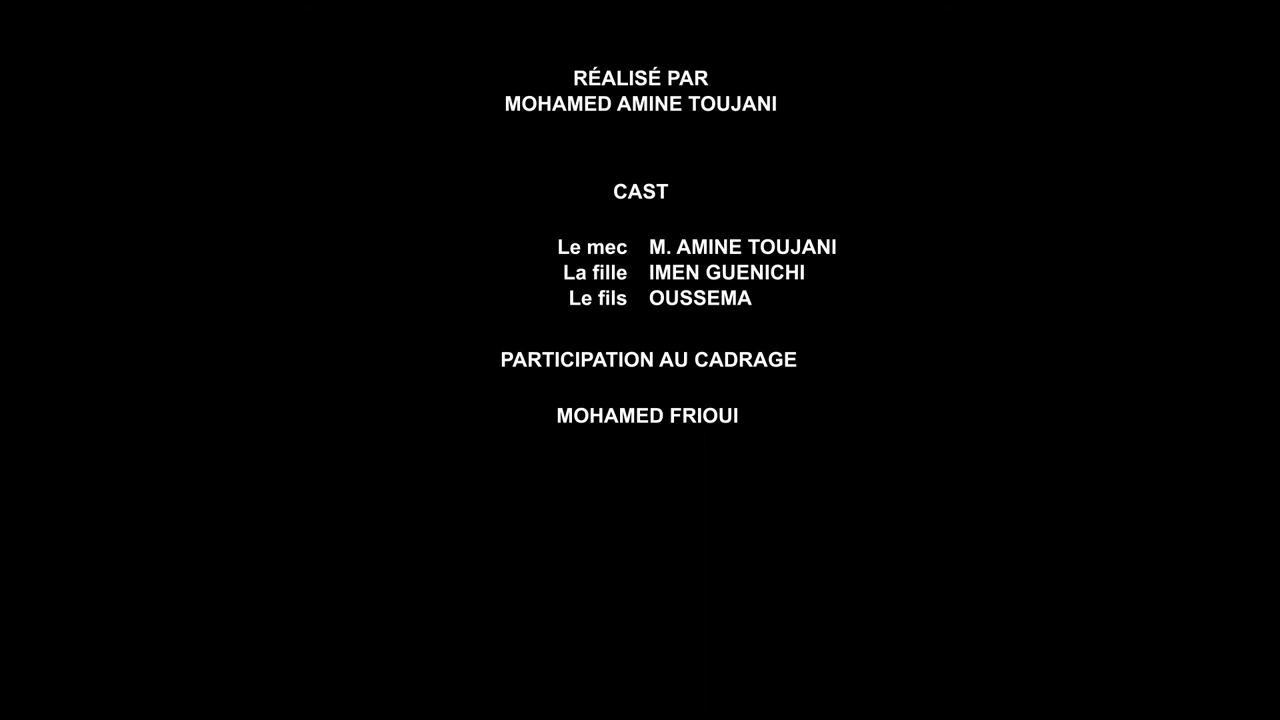 RÉALISÉ PAR
MOHAMED AMINE TOUJANI
CAST
Le mec M. AMINE TOUJANI
La fille IMEN GUENICHI
Le fils OUSSEMA
PARTICIPATION AU CADRAGE
MOHAMED FRIOUI